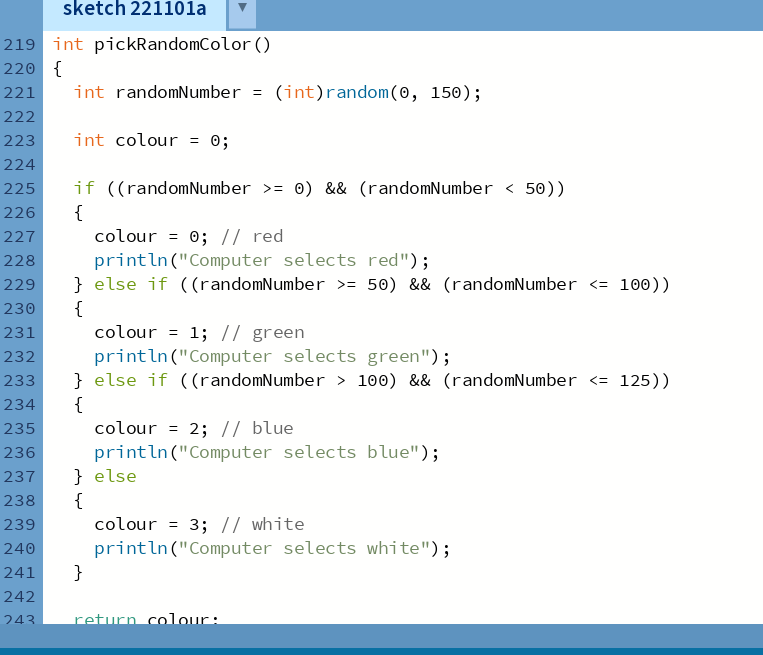 sketch 221101a ▼
219 int pickRandomColor()
220 {
221   int randomNumber = (int)random(0, 150);
222
223   int colour = 0;
224
225   if ((randomNumber >= 0) && (randomNumber < 50))
226   {
227     colour = 0; // red
228     println("Computer selects red");
229   } else if ((randomNumber >= 50) && (randomNumber <= 100))
230   {
231     colour = 1; // green
232     println("Computer selects green");
233   } else if ((randomNumber > 100) && (randomNumber <= 125))
234   {
235     colour = 2; // blue
236     println("Computer selects blue");
237   } else
238   {
239     colour = 3; // white
240     println("Computer selects white");
241   }
242
243   return colour;